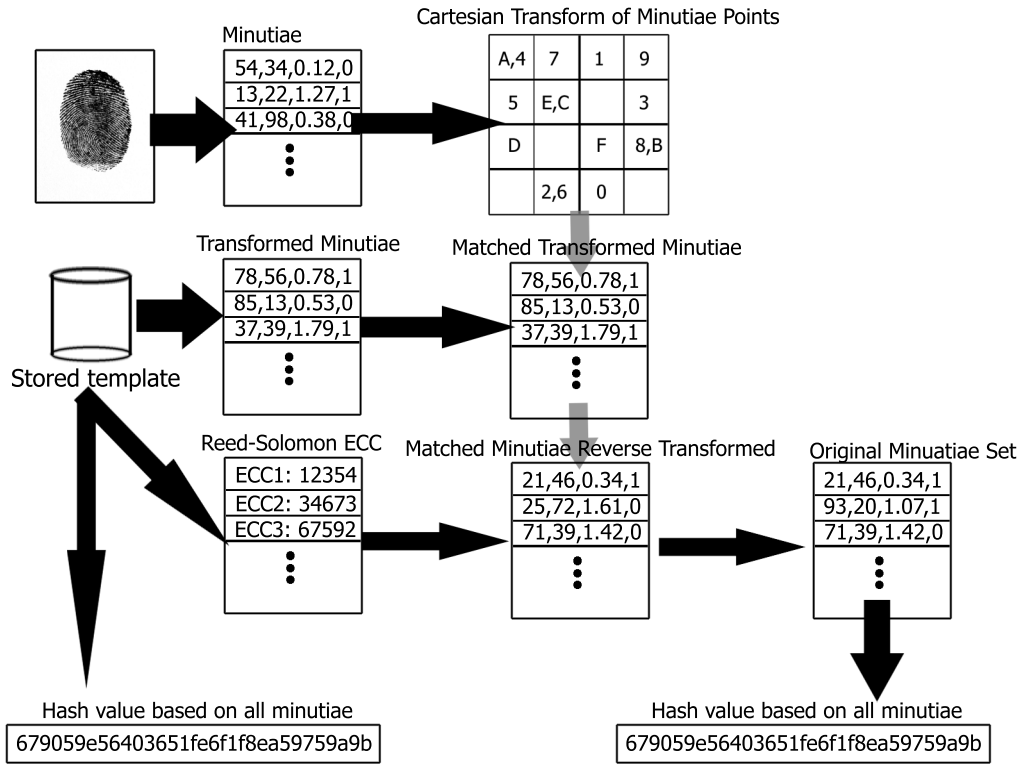 Cartesian Transform of Minutiae Points
Minutiae
54,34,0.12,0
13,22,1.27,1
41,98,0.38,0
A,4 7 1 9
5 E,C 3
D F 8,B
2,6 0
Transformed Minutiae
78,56,0.78,1
85,13,0.53,0
37,39,1.79,1
Matched Transformed Minutiae
78,56,0.78,1
85,13,0.53,0
37,39,1.79,1
Stored template
Reed-Solomon ECC
ECC1: 12354
ECC2: 34673
ECC3: 67592
Matched Minutiae Reverse Transformed
21,46,0.34,1
25,72,1.61,0
71,39,1.42,0
Original Minuatiae Set
21,46,0.34,1
93,20,1.07,1
71,39,1.42,0
Hash value based on all minutiae
679059e56403651fe6f1f8ea59759a9b
Hash value based on all minutiae
679059e56403651fe6f1f8ea59759a9b